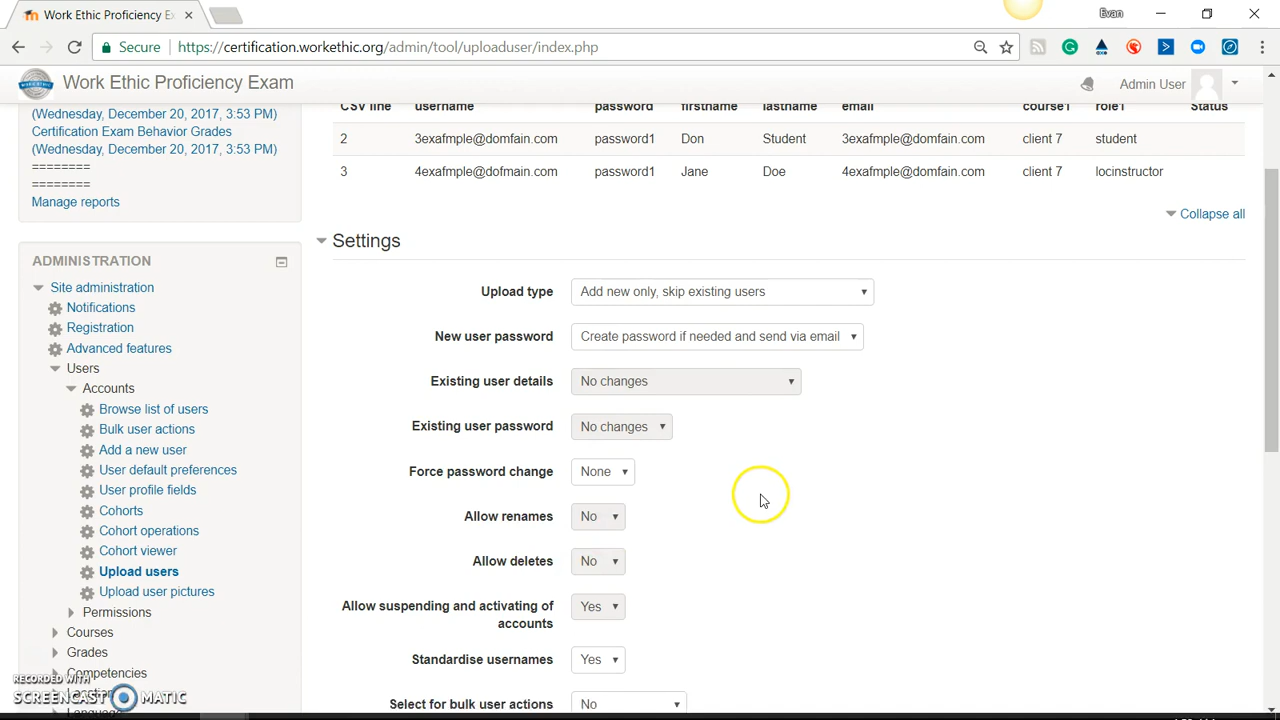 Work Ethic Proficiency E
Evan
Secure
https://certification.workethic.org/admin/tool/uploaduser/index.php
Work Ethic Proficiency Exam
Admin User
(Wednesday, December 20, 2017, 3:53 PM)
Certification Exam Behavior Grades
(Wednesday, December 20, 2017, 3:53 PM)
========
========
Manage reports
CSV line username password firstname lastname email course1 role1 Status
2 3exafmple@domfain.com password1 Don Student 3exafmple@domfain.com client 7 student
3 4exafmple@dofmain.com password1 Jane Doe 4exafmple@domfain.com client 7 locinstructor
Collapse all
Settings
Upload type Add new only, skip existing users
New user password Create password if needed and send via email
Existing user details No changes
Existing user password No changes
Force password change None
Allow renames No
Allow deletes No
Allow suspending and activating of
accounts Yes
Standardise usernames Yes
Select for bulk user actions No
ADMINISTRATION
Site administration
Notifications
Registration
Advanced features
Users
Accounts
Browse list of users
Bulk user actions
Add a new user
User default preferences
User profile fields
Cohorts
Cohort operations
Cohort viewer
Upload users
Upload user pictures
Permissions
Courses
Grades
Competencies
RECORDED WITH
SCREENCAST MATIC